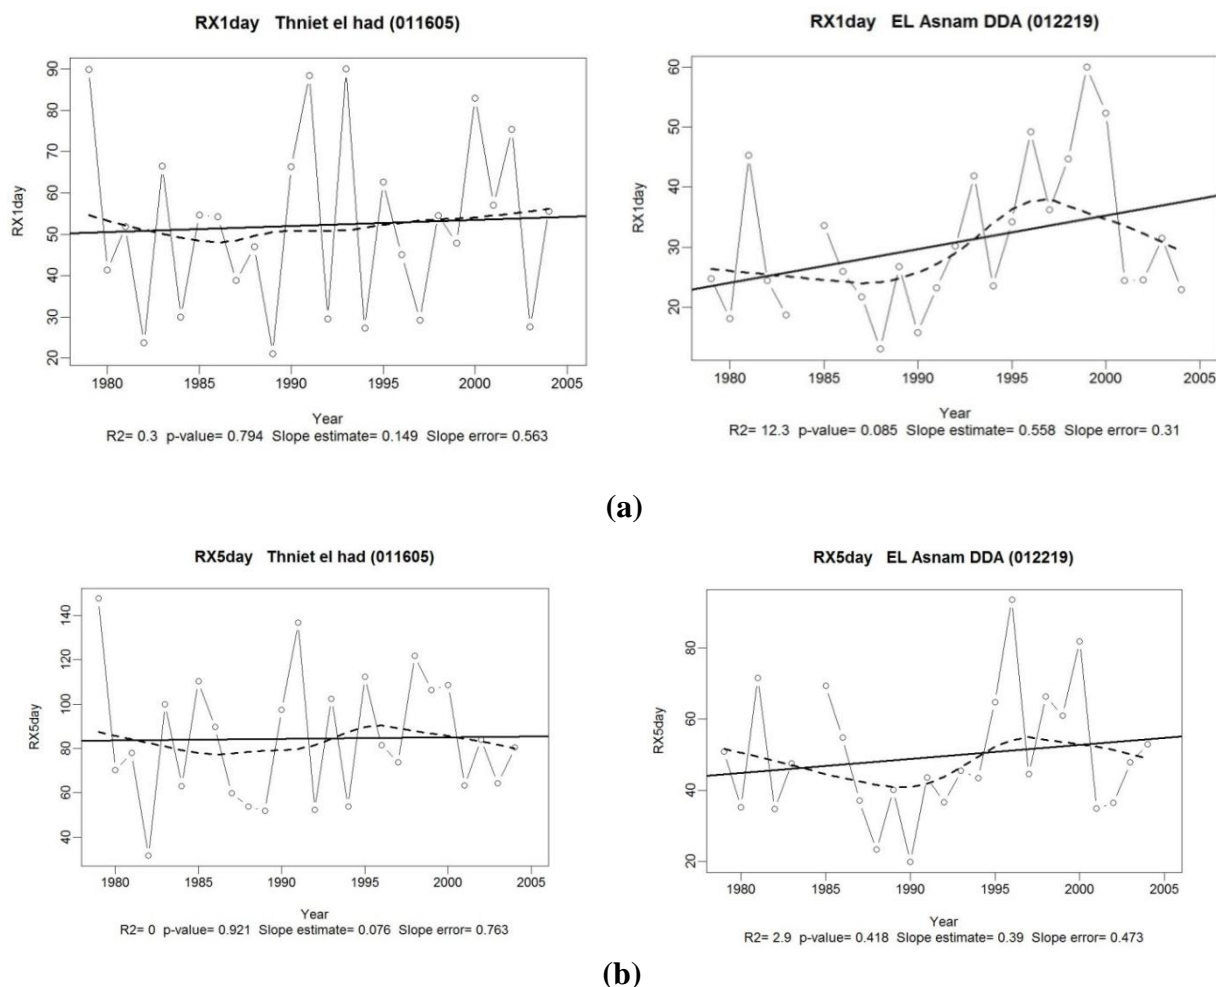 RX1day Thniet el had (011605)
90
80
70
60
50
40
30
20
RX1day
1980 1985 1990 1995 2000 2005
Year
R2= 0.3 p-value= 0.794 Slope estimate= 0.149 Slope error= 0.563
RX1day EL Asnam DDA (012219)
60
50
40
30
20
RX1day
1980 1985 1990 1995 2000 2005
Year
R2= 12.3 p-value= 0.085 Slope estimate= 0.558 Slope error= 0.31
(a)
RX5day Thniet el had (011605)
140
120
100
80
60
40
RX5day
1980 1985 1990 1995 2000 2005
Year
R2= 0 p-value= 0.921 Slope estimate= 0.076 Slope error= 0.763
RX5day EL Asnam DDA (012219)
80
60
40
20
RX5day
1980 1985 1990 1995 2000 2005
Year
R2= 2.9 p-value= 0.418 Slope estimate= 0.39 Slope error= 0.473
(b)